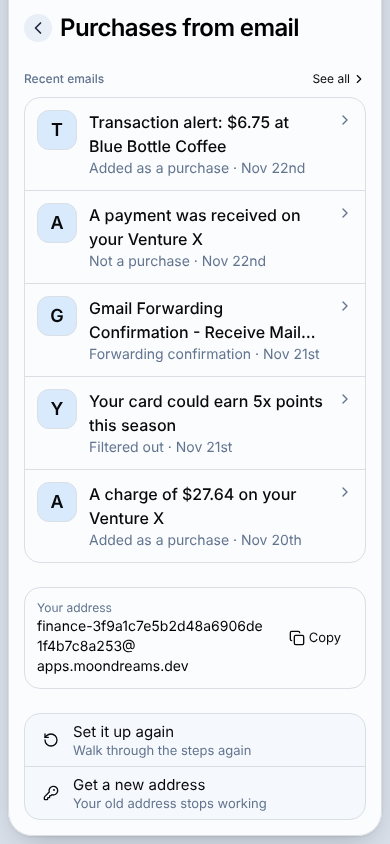 Purchases from email
Recent emails
See all
T
Transaction alert: $6.75 at
Blue Bottle Coffee
Added as a purchase · Nov 22nd
A
A payment was received on
your Venture X
Not a purchase · Nov 22nd
G
Gmail Forwarding
Confirmation - Receive Mail...
Forwarding confirmation · Nov 21st
Y
Your card could earn 5x points
this season
Filtered out · Nov 21st
A
A charge of $27.64 on your
Venture X
Added as a purchase · Nov 20th
Your address
finance-3f9a1c7e5b2d48a6906de
1f4b7c8a253@
apps.moondreams.dev
Copy
Set it up again
Walk through the steps again
Get a new address
Your old address stops working